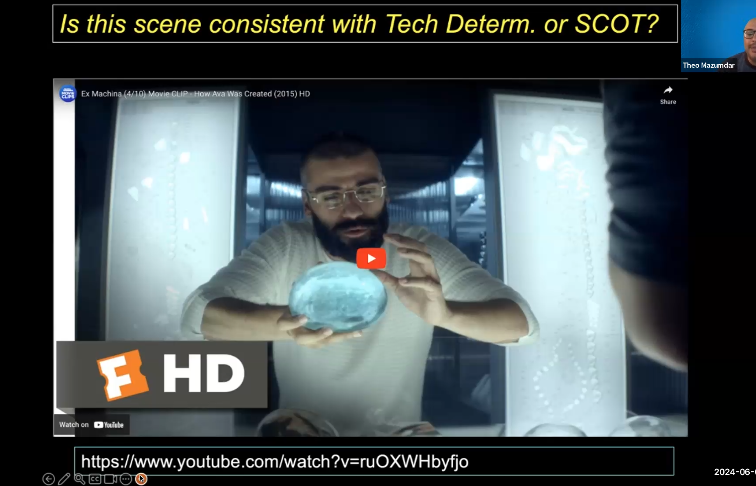 Is this scene consistent with Tech Determ. or SCOT?
Theo Mazumdar
Ex Machina (4/10) Movie CLIP - How Ava Was Created (2015) HD
Share
F HD
Watch on YouTube
https://www.youtube.com/watch?v=ruOXWHbyfjo
2024-06-